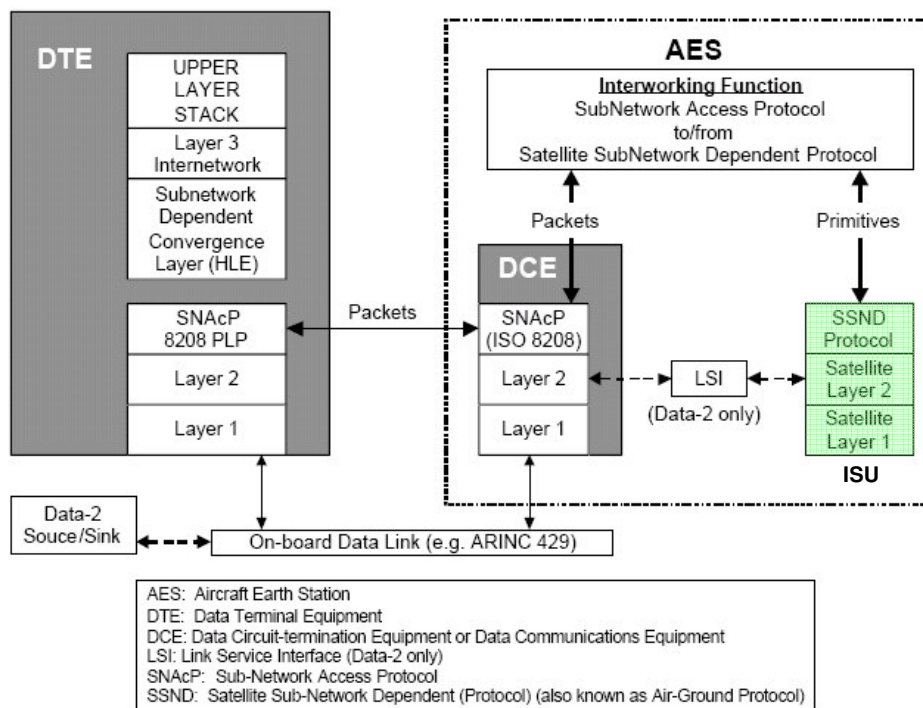 DTE
UPPER
LAYER
STACK
Layer 3
Internetwork
Subnetwork
Dependent
Convergence
Layer (HLE)
SNAcP
8208 PLP
Layer 2
Layer 1
Packets
AES
Interworking Function
SubNetwork Access Protocol
to/from
Satellite SubNetwork Dependent Protocol
Packets
Primitives
DCE
SNAcP
(ISO 8208)
Layer 2
Layer 1
LSI
(Data-2 only)
SSND
Protocol
Satellite
Layer 2
Satellite
Layer 1
ISU
Data-2
Souce/Sink
On-board Data Link (e.g. ARINC 429)
AES: Aircraft Earth Station
DTE: Data Terminal Equipment
DCE: Data Circuit-termination Equipment or Data Communications Equipment
LSI: Link Service Interface (Data-2 only)
SNAcP: Sub-Network Access Protocol
SSND: Satellite Sub-Network Dependent (Protocol) (also known as Air-Ground Protocol)